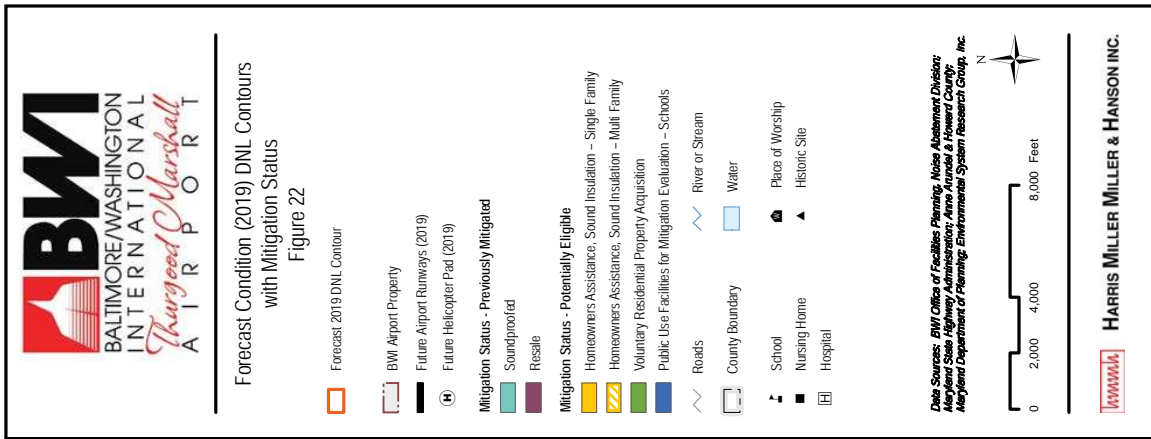 BWI
BALTIMORE/WASHINGTON
INTERNATIONAL
Thurgood Marshall
AIRPORT
Forecast Condition (2019) DNL Contours
with Mitigation Status
Figure 22
Forecast 2019 DNL Contour
BWI Airport Property
Future Airport Runways (2019)
H Future Helicopter Pad (2019)
Mitigation Status - Previously Mitigated
Soundproofed
Resale
Mitigation Status - Potentially Eligible
Homeowners Assistance, Sound Insulation – Single Family
Homeowners Assistance, Sound Insulation – Multi Family
Voluntary Residential Property Acquisition
Public Use Facilities for Mitigation Evaluation – Schools
Roads
River or Stream
County Boundary
Water
School
Place of Worship
Nursing Home
Historic Site
H Hospital
Data Sources: BWI Office of Facilities Planning, Noise Abatement Division;
Maryland State Highway Administration; Anne Arundel & Howard County;
Maryland Department of Planning; Environmental System Research Group, Inc.
N
0 2,000 4,000 8,000 Feet
HARRIS MILLER MILLER & HANSON INC.